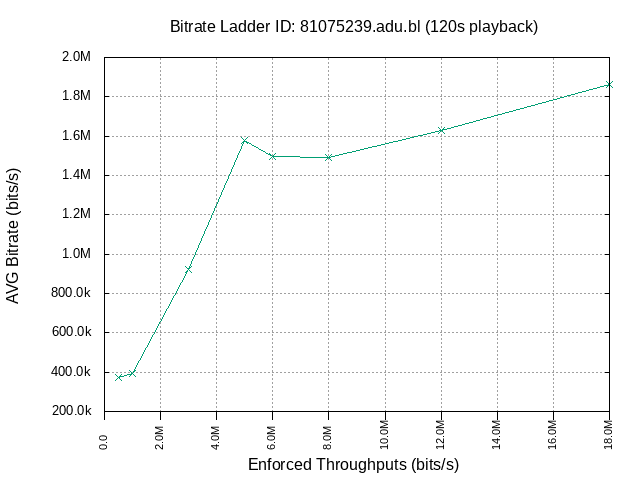 Bitrate Ladder ID: 81075239.adu.bl (120s playback)
2.0M
1.8M
1.6M
1.4M
1.2M
1.0M
800.0k
600.0k
400.0k
200.0k
AVG Bitrate (bits/s)
0.0
2.0M
4.0M
6.0M
8.0M
10.0M
12.0M
14.0M
16.0M
18.0M
Enforced Throughputs (bits/s)